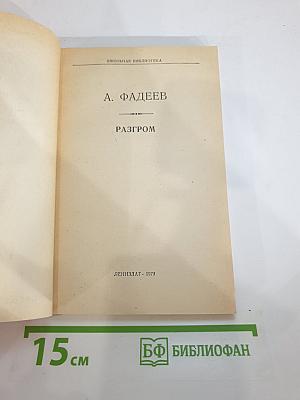 ШКОЛЬНАЯ БИБЛИОТЕКА
А. ФАДЕЕВ
РАЗГРОМ
ЛЕНИЗДАТ · 1979
15 СМ
БФ БИБЛИОФАН